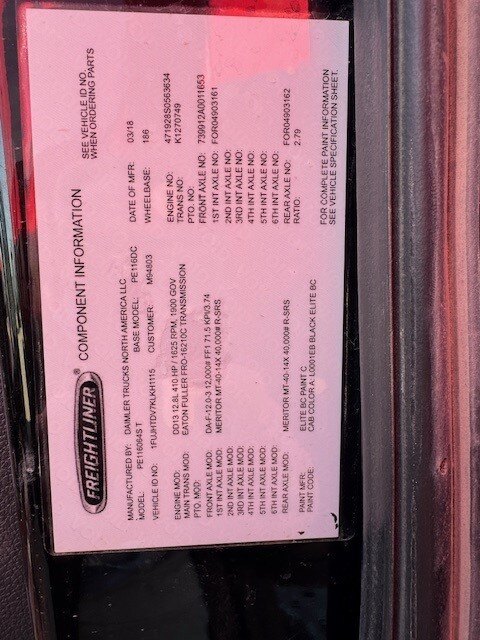 FREIGHTLINER ® COMPONENT INFORMATION
SEE VEHICLE ID NO.
WHEN ORDERING PARTS
MANUFACTURED BY: DAIMLER TRUCKS NORTH AMERICA LLC DATE OF MFR: 03/18
MODEL: PE116064S T BASE MODEL: PE116DC WHEELBASE: 186
VEHICLE ID NO: 1FUJHTDV7KLKH1115 CUSTOMER: M94803
ENGINE MOD: DD13 12.8L 410 HP / 1625 RPM, 1900 GOV ENGINE NO: 471928S0563634
MAIN TRANS MOD: EATON FULLER FRO-16210C TRANSMISSION TRANS NO: K1270749
PTO. MOD: PTO. NO:
FRONT AXLE MOD: DA-F-12.0-3 12,000# FF1 71.5 KPI/3.74 FRONT AXLE NO: 739912A0011653
1ST INT AXLE MOD: MERITOR MT-40-14X 40,000# R-SRS 1ST INT AXLE NO: FOR04903161
2ND INT AXLE MOD: 2ND INT AXLE NO:
3RD INT AXLE MOD: 3RD INT AXLE NO:
4TH INT AXLE MOD: 4TH INT AXLE NO:
5TH INT AXLE MOD: 5TH INT AXLE NO:
6TH INT AXLE MOD: 6TH INT AXLE NO:
REAR AXLE MOD: MERITOR MT-40-14X 40,000# R-SRS REAR AXLE NO: FOR04903162
RATIO: 2.79
PAINT MFR: ELITE BC PAINT C
PAINT CODE: CAB COLOR A: L0001EB BLACK ELITE BC
FOR COMPLETE PAINT INFORMATION
SEE VEHICLE SPECIFICATION SHEET.